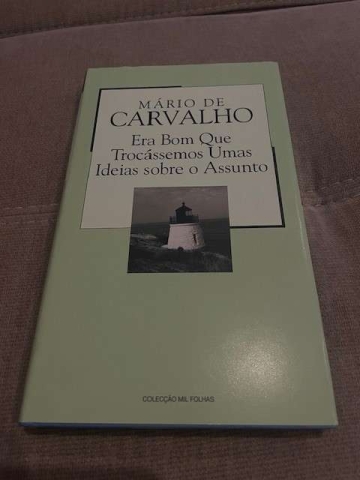 MÁRIO DE
CARVALHO
Era Bom Que
Trocássemos Umas
Ideias sobre o Assunto
COLECÇÃO MIL FOLHAS